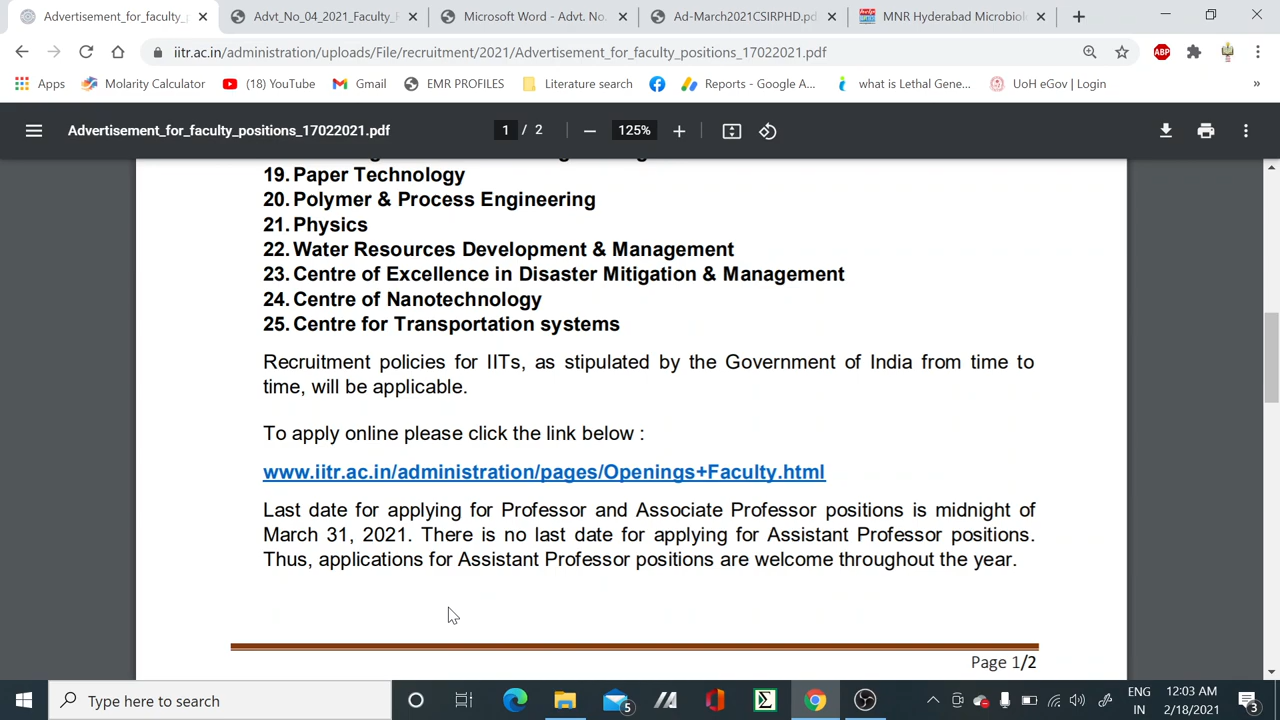 Advertisement_for_faculty_p
Advt_No_04_2021_Faculty_F
Microsoft Word - Advt. No.
Ad-March2021CSIRPHD.pd
MNR Hyderabad Microbiol
iitr.ac.in/administration/uploads/File/recruitment/2021/Advertisement_for_faculty_positions_17022021.pdf
ABP
Apps
Molarity Calculator
(18) YouTube
Gmail
EMR PROFILES
Literature search
Reports - Google A...
what is Lethal Gene...
UoH eGov | Login
»
Advertisement_for_faculty_positions_17022021.pdf
1 / 2
125%
19. Paper Technology
20. Polymer & Process Engineering
21. Physics
22. Water Resources Development & Management
23. Centre of Excellence in Disaster Mitigation & Management
24. Centre of Nanotechnology
25. Centre for Transportation systems
Recruitment policies for IITs, as stipulated by the Government of India from time to
time, will be applicable.
To apply online please click the link below :
www.iitr.ac.in/administration/pages/Openings+Faculty.html
Last date for applying for Professor and Associate Professor positions is midnight of
March 31, 2021. There is no last date for applying for Assistant Professor positions.
Thus, applications for Assistant Professor positions are welcome throughout the year.
Page 1/2
Type here to search
5
ENG
IN
12:03 AM
2/18/2021
3